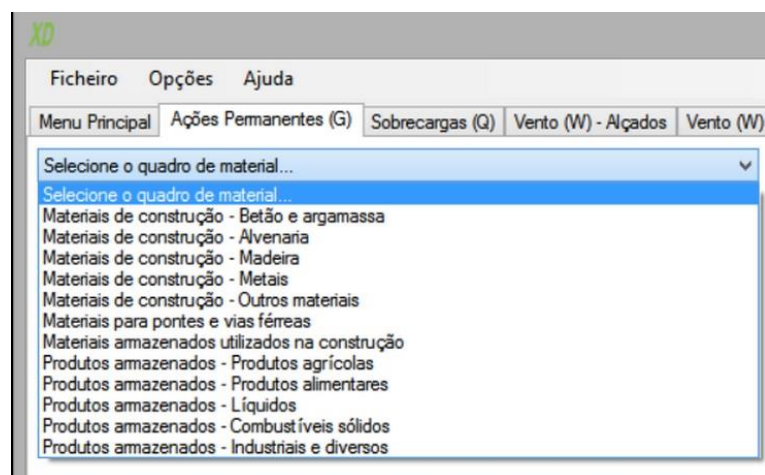 XD
Ficheiro Opções Ajuda
Menu Principal Ações Permanentes (G) Sobrecargas (Q) Vento (W) - Alçados Vento (W)
Selecione o quadro de material...
Selecione o quadro de material...
Materiais de construção - Betão e argamassa
Materiais de construção - Alvenaria
Materiais de construção - Madeira
Materiais de construção - Metais
Materiais de construção - Outros materiais
Materiais para pontes e vias férreas
Materiais armazenados utilizados na construção
Produtos armazenados - Produtos agrícolas
Produtos armazenados - Produtos alimentares
Produtos armazenados - Líquidos
Produtos armazenados - Combustíveis sólidos
Produtos armazenados - Industriais e diversos